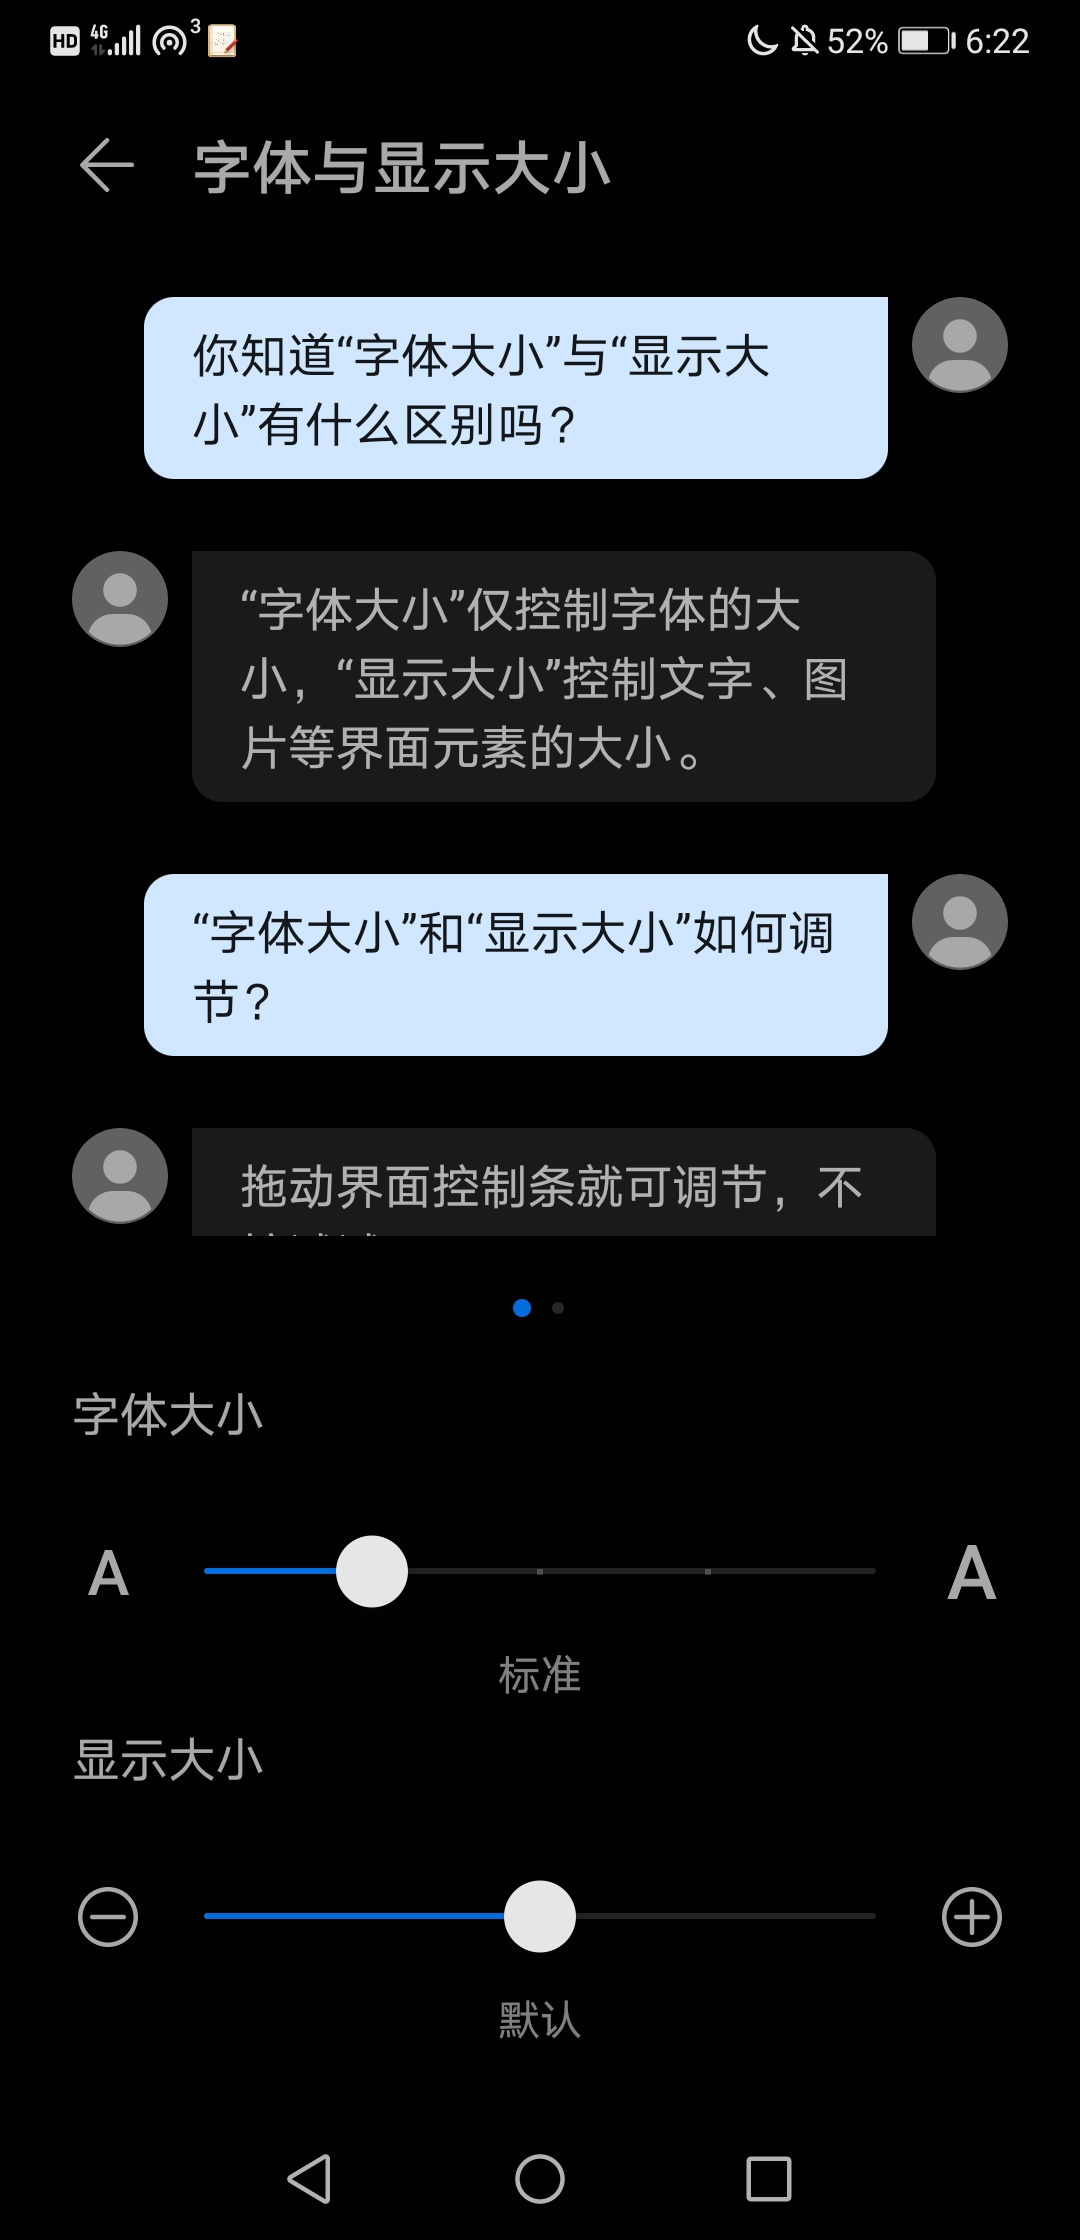 HD 4G 3 52% 6:22
字体与显示大小
你知道“字体大小”与“显示大
小”有什么区别吗？
“字体大小”仅控制字体的大
小，“显示大小”控制文字、图
片等界面元素的大小。
“字体大小”和“显示大小”如何调
节？
拖动界面控制条就可调节，不
字体大小
A A
标准
显示大小
默认